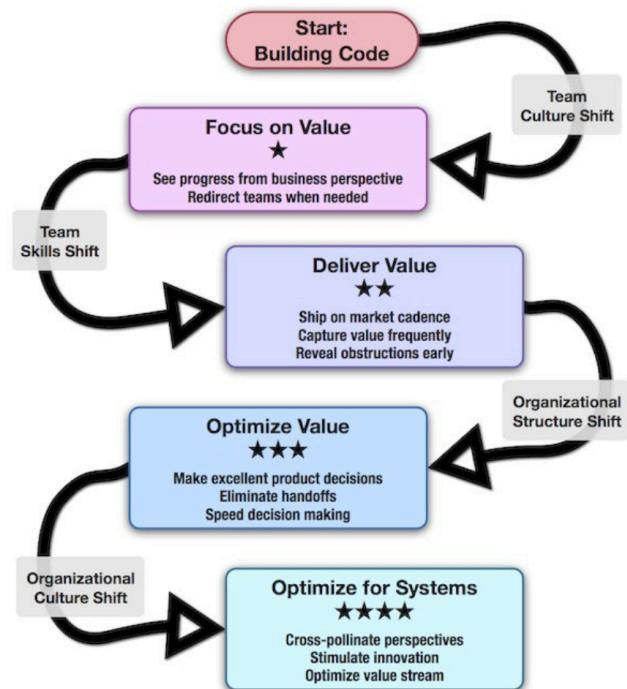 Start:
Building Code
Team
Culture Shift
Focus on Value
★
See progress from business perspective
Redirect teams when needed
Team
Skills Shift
Deliver Value
★★
Ship on market cadence
Capture value frequently
Reveal obstructions early
Organizational
Structure Shift
Optimize Value
★★★
Make excellent product decisions
Eliminate handoffs
Speed decision making
Organizational
Culture Shift
Optimize for Systems
★★★★
Cross-pollinate perspectives
Stimulate innovation
Optimize value stream